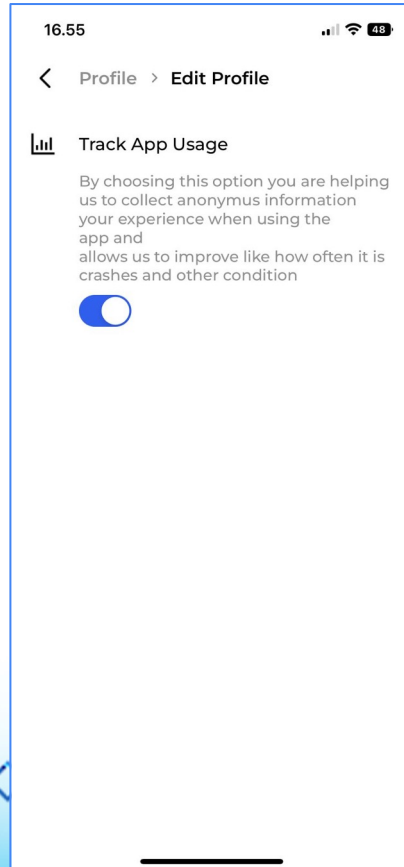 16.55
48
Profile > Edit Profile
Track App Usage
By choosing this option you are helping
us to collect anonymus information
your experience when using the
app and
allows us to improve like how often it is
crashes and other condition